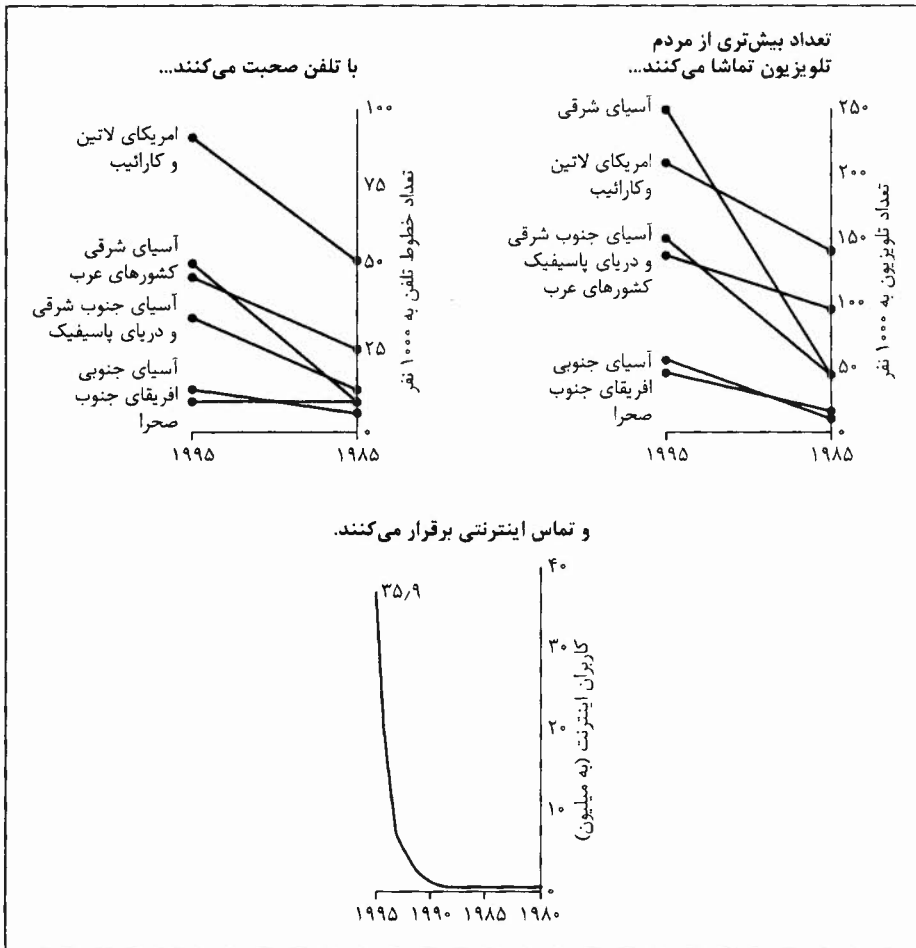 تعداد بیش‌تری از مردم
تلویزیون تماشا می‌کنند...
۲۵۰
۲۰۰
۱۵۰
۱۰۰
۵۰
۰
تعداد تلویزیون به ۱۰۰۰ نفر
آسیای شرقی
امریکای لاتین
وکارائیب
آسیای جنوب شرقی
و دریای پاسیفیک
کشورهای عرب
آسیای جنوبی
افریقای جنوب
صحرا
۱۹۹۵
۱۹۸۵
با تلفن صحبت می‌کنند...
۱۰۰
۷۵
۵۰
۲۵
۰
تعداد خطوط تلفن به ۱۰۰۰ نفر
امریکای لاتین
و کارائیب
آسیای شرقی
کشورهای عرب
آسیای جنوب شرقی
و دریای پاسیفیک
آسیای جنوبی
افریقای جنوب
صحرا
۱۹۹۵
۱۹۸۵
و تماس اینترنتی برقرار می‌کنند.
۴۰
۳۰
۲۰
۱۰
۰
کاربران اینترنت (به میلیون)
۳۵٫۹
۱۹۹۵ ۱۹۹۰ ۱۹۸۵ ۱۹۸۰